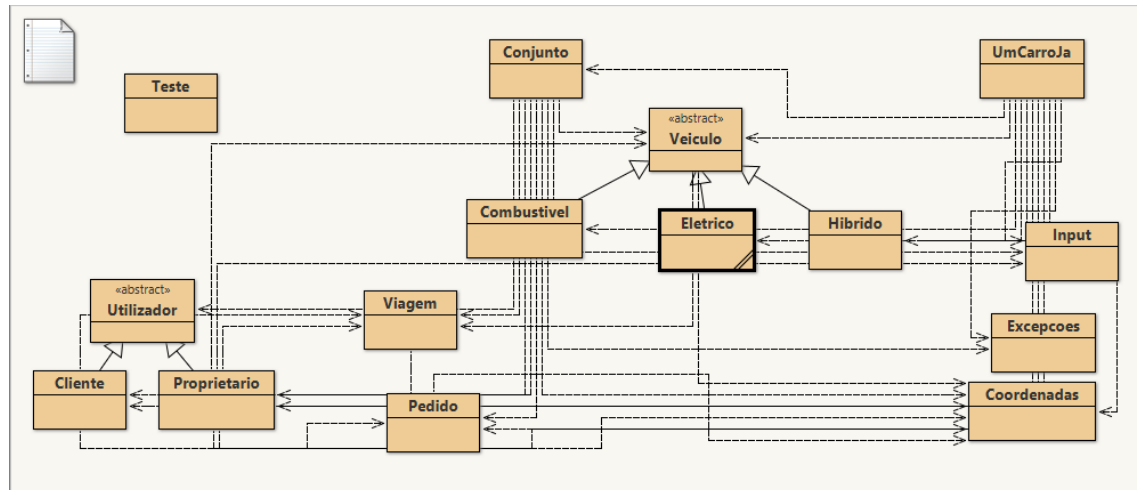 Conjunto
UmCarroJa
Teste
«abstract»
Veiculo
Combustivel
Eletrico
Hibrido
Input
«abstract»
Utilizador
Viagem
Excepcoes
Cliente
Proprietario
Pedido
Coordenadas